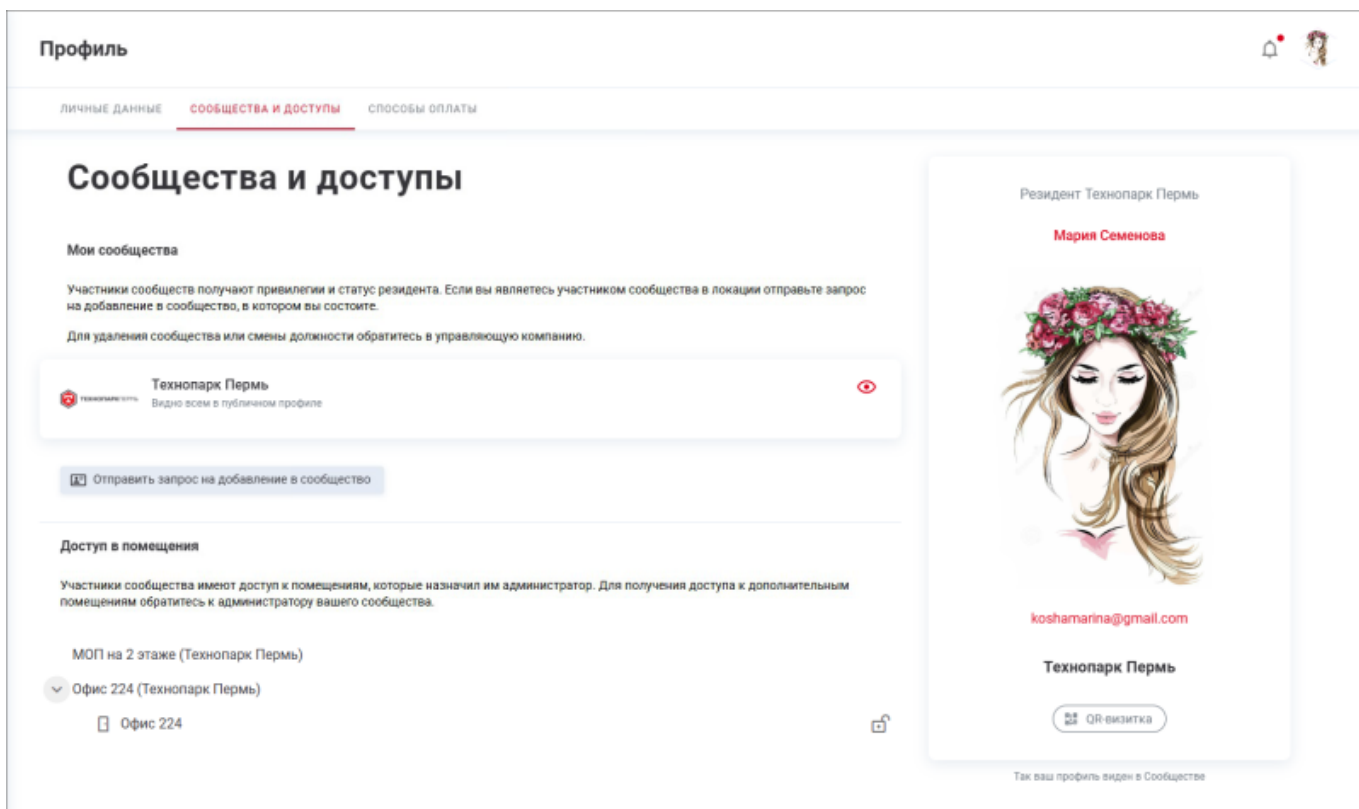 Профиль
ЛИЧНЫЕ ДАННЫЕ СООБЩЕСТВА И ДОСТУПЫ СПОСОБЫ ОПЛАТЫ
Сообщества и доступы
Мои сообщества
Участники сообществ получают привилегии и статус резидента. Если вы являетесь участником сообщества в локации отправьте запрос
на добавление в сообщество, в котором вы состоите.
Для удаления сообщества или смены должности обратитесь в управляющую компанию.
ТЕХНОПАРК ПЕРМЬ
Технопарк Пермь
Видно всем в публичном профиле
Отправить запрос на добавление в сообщество
Доступ в помещения
Участники сообщества имеют доступ к помещениям, которые назначил им администратор. Для получения доступа к дополнительным
помещениям обратитесь к администратору вашего сообщества.
МОП на 2 этаже (Технопарк Пермь)
Офис 224 (Технопарк Пермь)
Офис 224
Резидент Технопарк Пермь
Мария Семенова
koshamarina@gmail.com
Технопарк Пермь
QR-визитка
Так ваш профиль виден в Сообществе